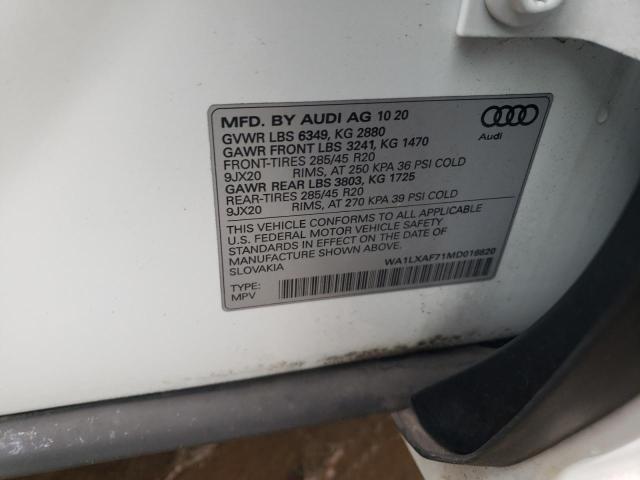 MFD. BY AUDI AG 10 20
GVWR LBS 6349, KG 2880
GAWR FRONT LBS 3241, KG 1470
FRONT-TIRES 285/45 R20
9JX20 RIMS, AT 250 KPA 36 PSI COLD
GAWR REAR LBS 3803, KG 1725
REAR-TIRES 285/45 R20
9JX20 RIMS, AT 270 KPA 39 PSI COLD
THIS VEHICLE CONFORMS TO ALL APPLICABLE
U.S. FEDERAL MOTOR VEHICLE SAFETY
STANDARDS IN EFFECT ON THE DATE OF
MANUFACTURE SHOWN ABOVE.
SLOVAKIA
WA1LXAF71MD016820
TYPE:
MPV
Audi